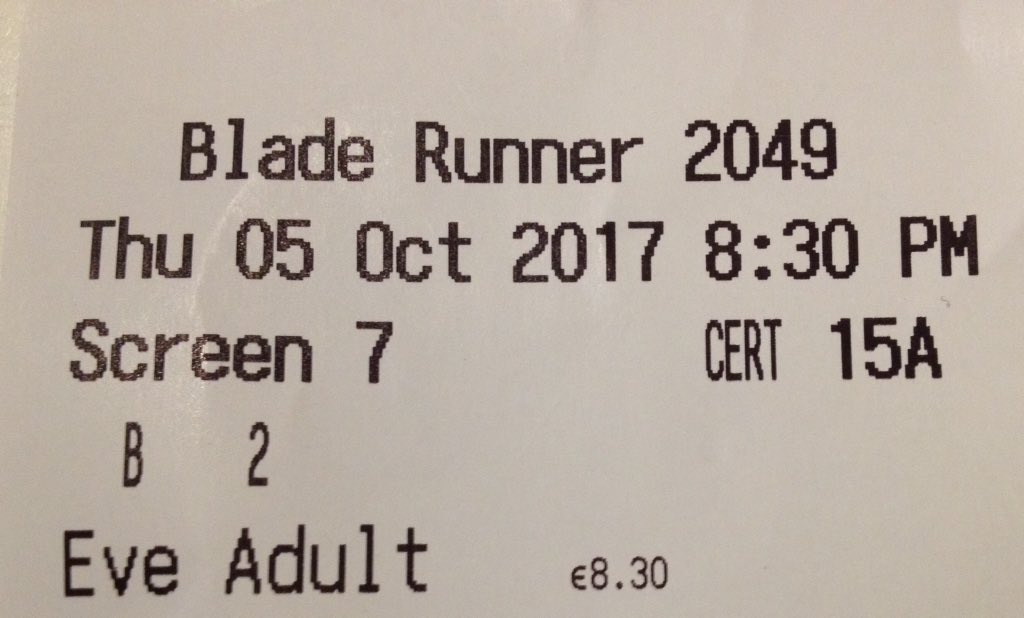 Blade Runner 2049
Thu 05 Oct 2017 8:30 PM
Screen 7 CERT 15A
B 2
Eve Adult €8.30